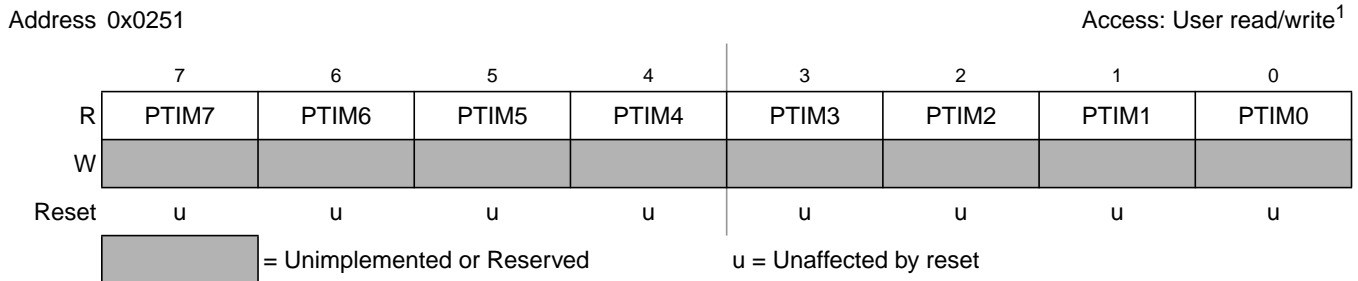 Address 0x0251 Access: User read/write1
7 6 5 4 3 2 1 0
R PTIM7 PTIM6 PTIM5 PTIM4 PTIM3 PTIM2 PTIM1 PTIM0
W
Reset u u u u u u u u
= Unimplemented or Reserved u = Unaffected by reset